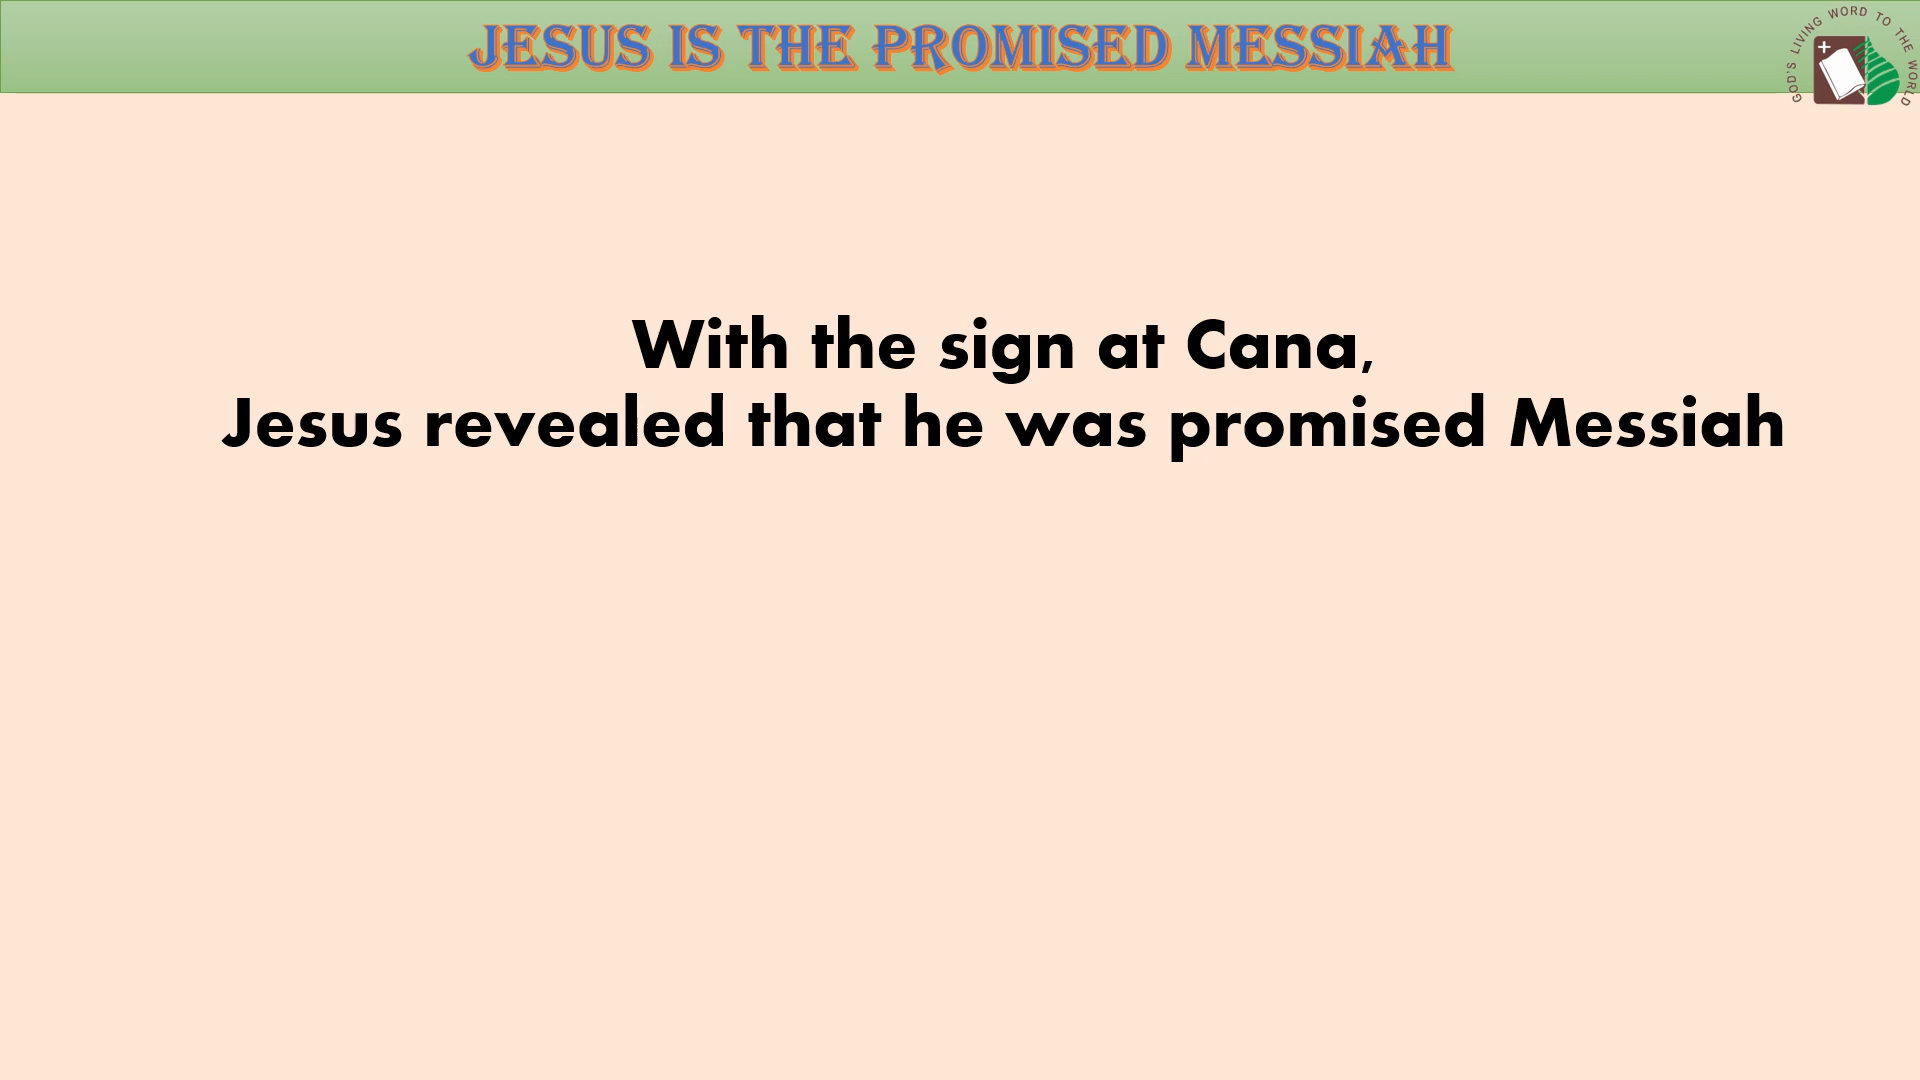 JESUS IS THE PROMISED MESSIAH
GOD'S LIVING WORD TO THE WORLD
With the sign at Cana,
Jesus revealed that he was promised Messiah